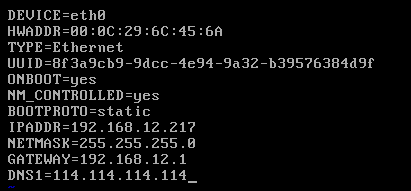 DEVICE=eth0
HWADDR=00:0C:29:6C:45:6A
TYPE=Ethernet
UUID=8f3a9cb9-9dcc-4e94-9a32-b39576384d9f
ONBOOT=yes
NM_CONTROLLED=yes
BOOTPROTO=static
IPADDR=192.168.12.217
NETMASK=255.255.255.0
GATEWAY=192.168.12.1
DNS1=114.114.114.114